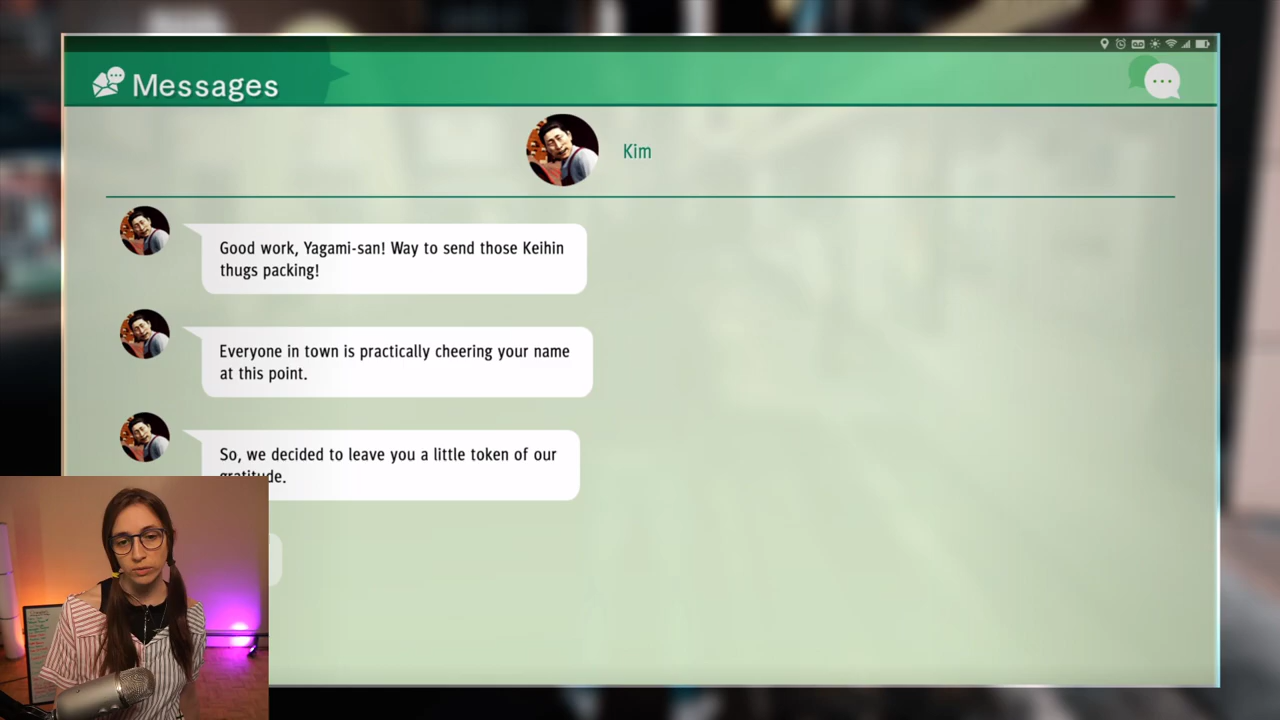 Messages
Kim
Good work, Yagami-san! Way to send those Keihin
thugs packing!
Everyone in town is practically cheering your name
at this point.
So, we decided to leave you a little token of our
gratitude.